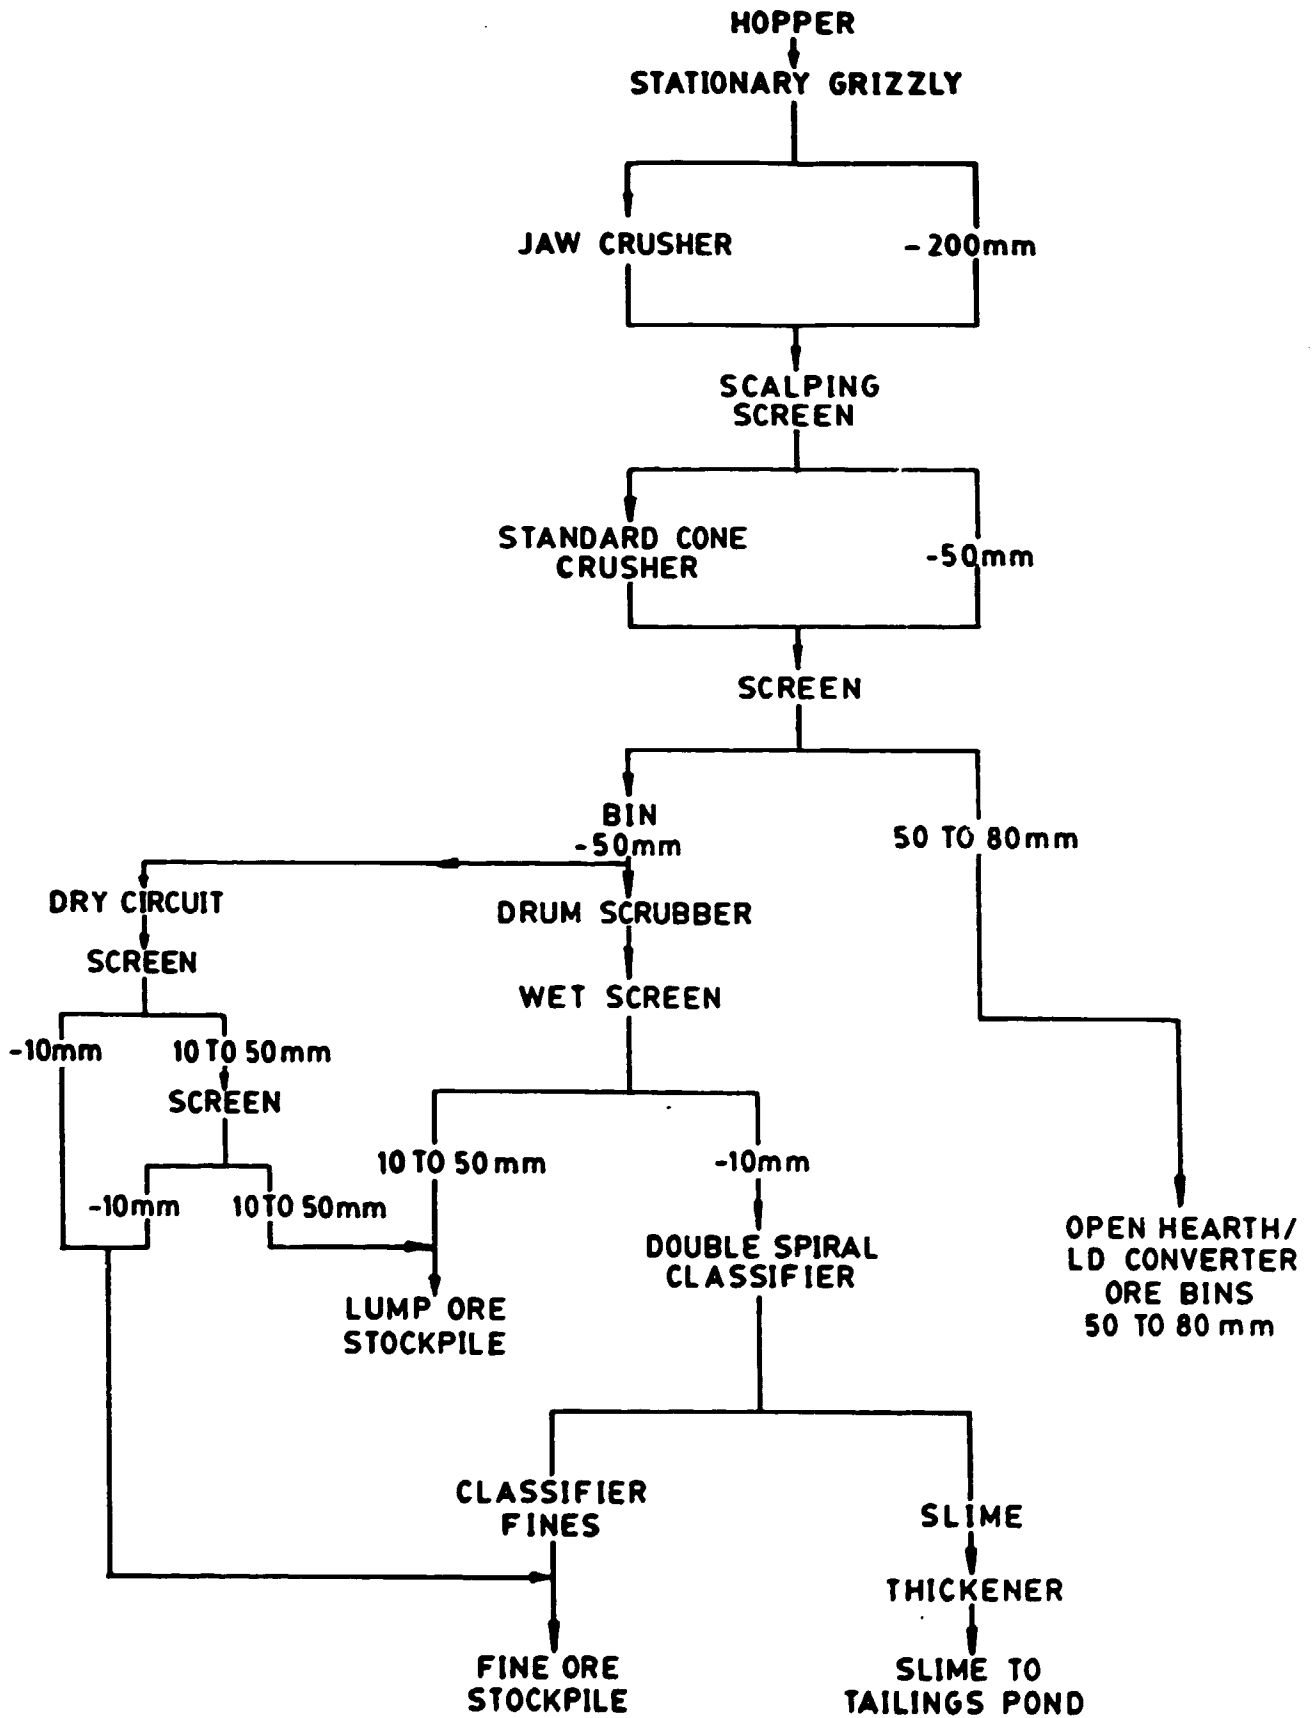 HOPPER
STATIONARY GRIZZLY
JAW CRUSHER
-200mm
SCALPING
SCREEN
STANDARD CONE
CRUSHER
-50mm
SCREEN
BIN
-50mm
50 TO 80mm
DRY CIRCUIT
DRUM SCRUBBER
SCREEN
WET SCREEN
-10mm
10 TO 50mm
SCREEN
10 TO 50mm
-10mm
-10mm
10 TO 50mm
DOUBLE SPIRAL
CLASSIFIER
OPEN HEARTH/
LD CONVERTER
ORE BINS
50 TO 80mm
LUMP ORE
STOCKPILE
CLASSIFIER
FINES
SLIME
THICKENER
FINE ORE
STOCKPILE
SLIME TO
TAILINGS POND